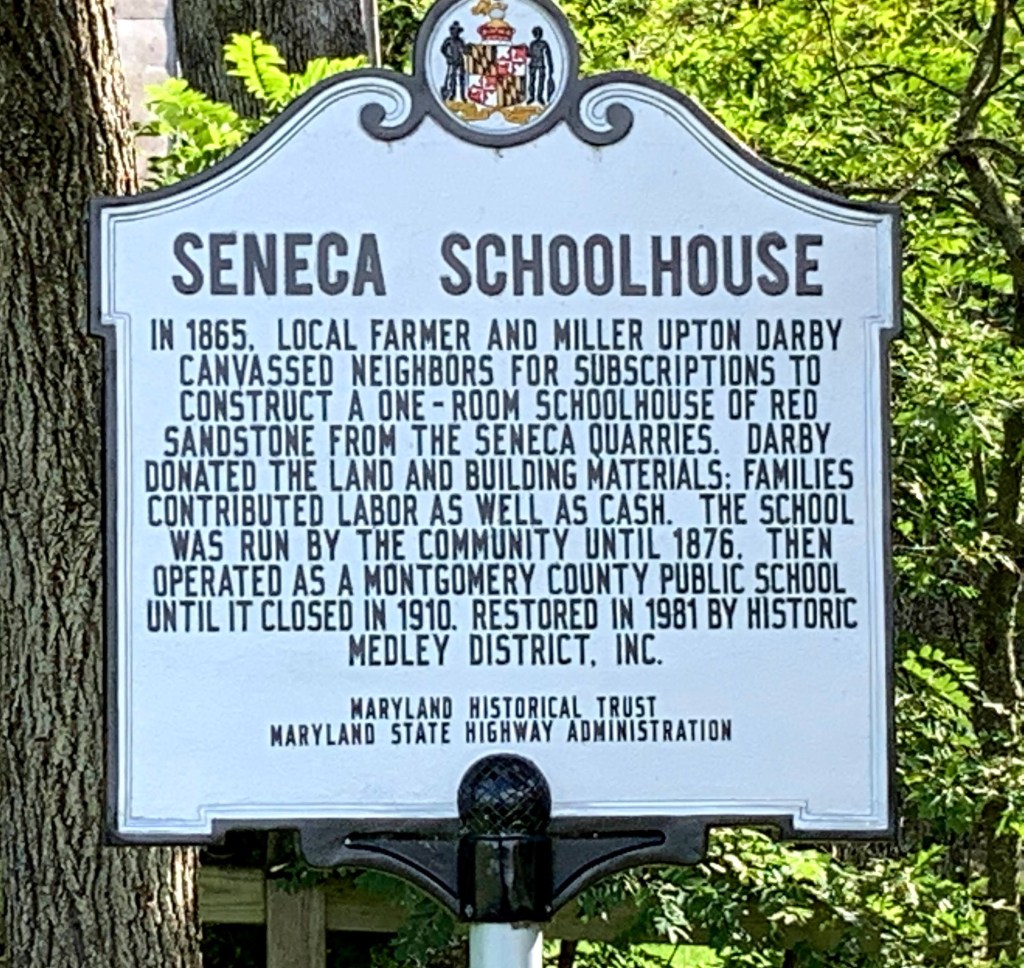 SENECA SCHOOLHOUSE
IN 1865, LOCAL FARMER AND MILLER UPTON DARBY
CANVASSED NEIGHBORS FOR SUBSCRIPTIONS TO
CONSTRUCT A ONE-ROOM SCHOOLHOUSE OF RED
SANDSTONE FROM THE SENECA QUARRIES. DARBY
DONATED THE LAND AND BUILDING MATERIALS; FAMILIES
CONTRIBUTED LABOR AS WELL AS CASH. THE SCHOOL
WAS RUN BY THE COMMUNITY UNTIL 1876, THEN
OPERATED AS A MONTGOMERY COUNTY PUBLIC SCHOOL
UNTIL IT CLOSED IN 1910. RESTORED IN 1981 BY HISTORIC
MEDLEY DISTRICT, INC.
MARYLAND HISTORICAL TRUST
MARYLAND STATE HIGHWAY ADMINISTRATION